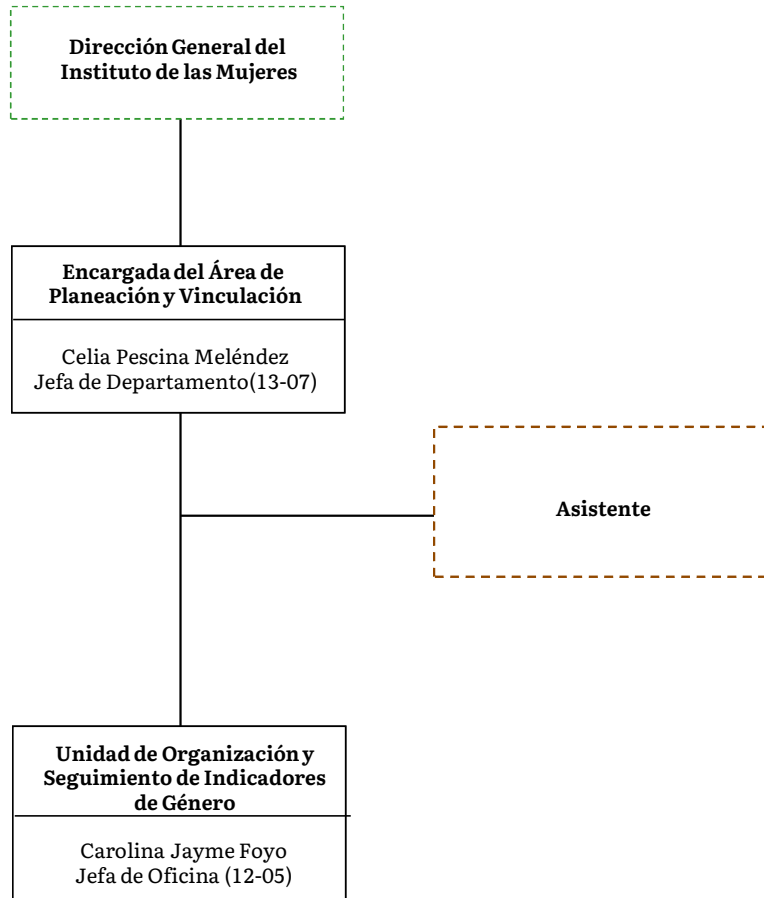 Dirección General del
Instituto de las Mujeres
Encargada del Área de
Planeación y Vinculación
Celia Pescina Meléndez
Jefa de Departamento(13-07)
Asistente
Unidad de Organización y
Seguimiento de Indicadores
de Género
Carolina Jayme Foyo
Jefa de Oficina (12-05)